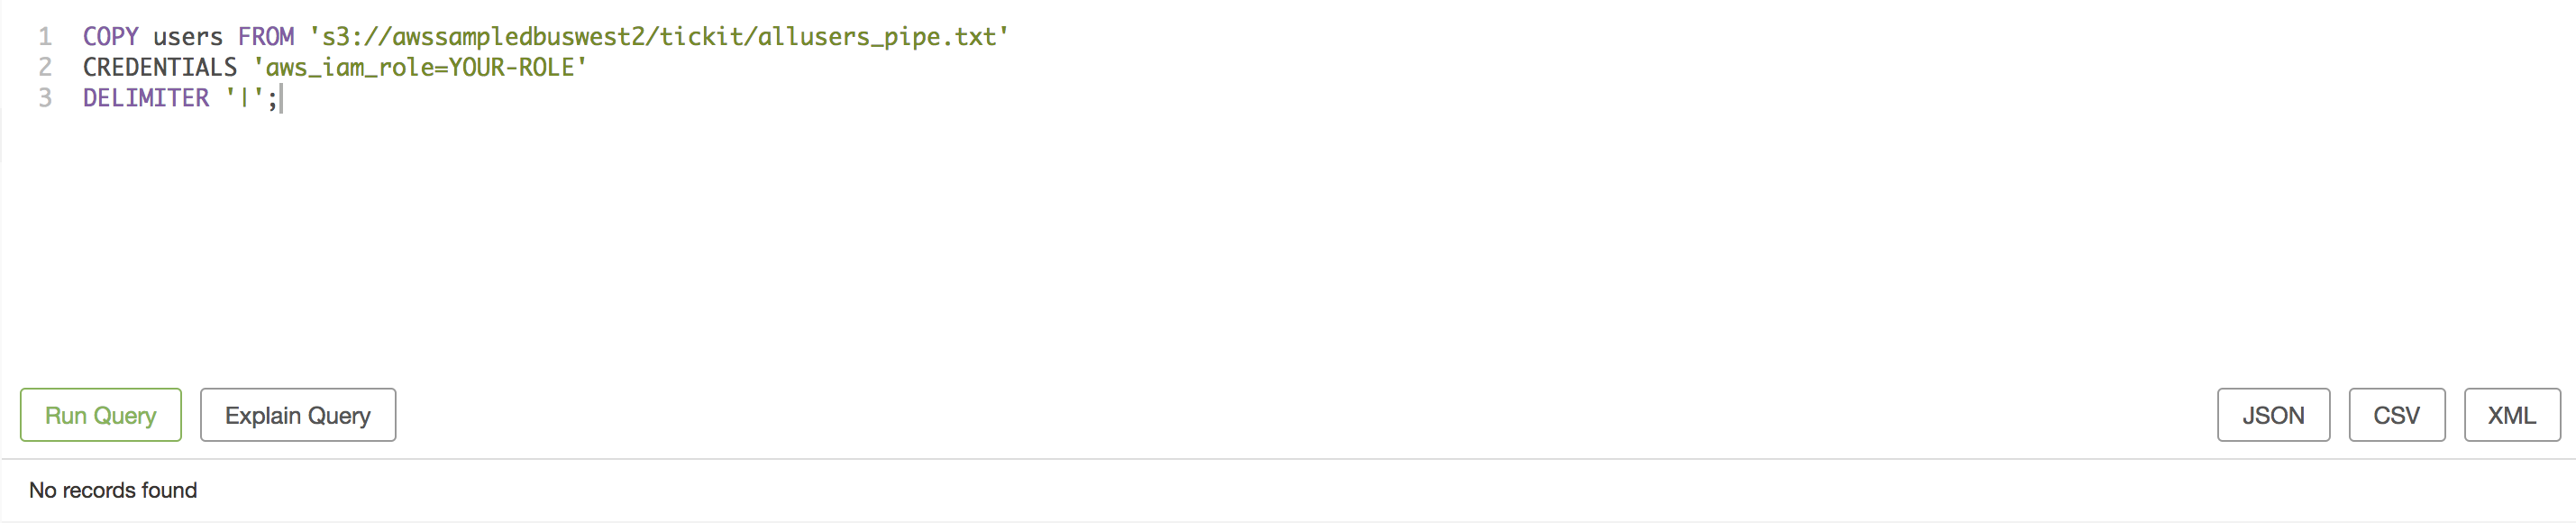 1 COPY users FROM 's3://awssampledbuswest2/tickit/allusers_pipe.txt'
2 CREDENTIALS 'aws_iam_role=YOUR-ROLE'
3 DELIMITER '|';
Run Query Explain Query JSON CSV XML
No records found